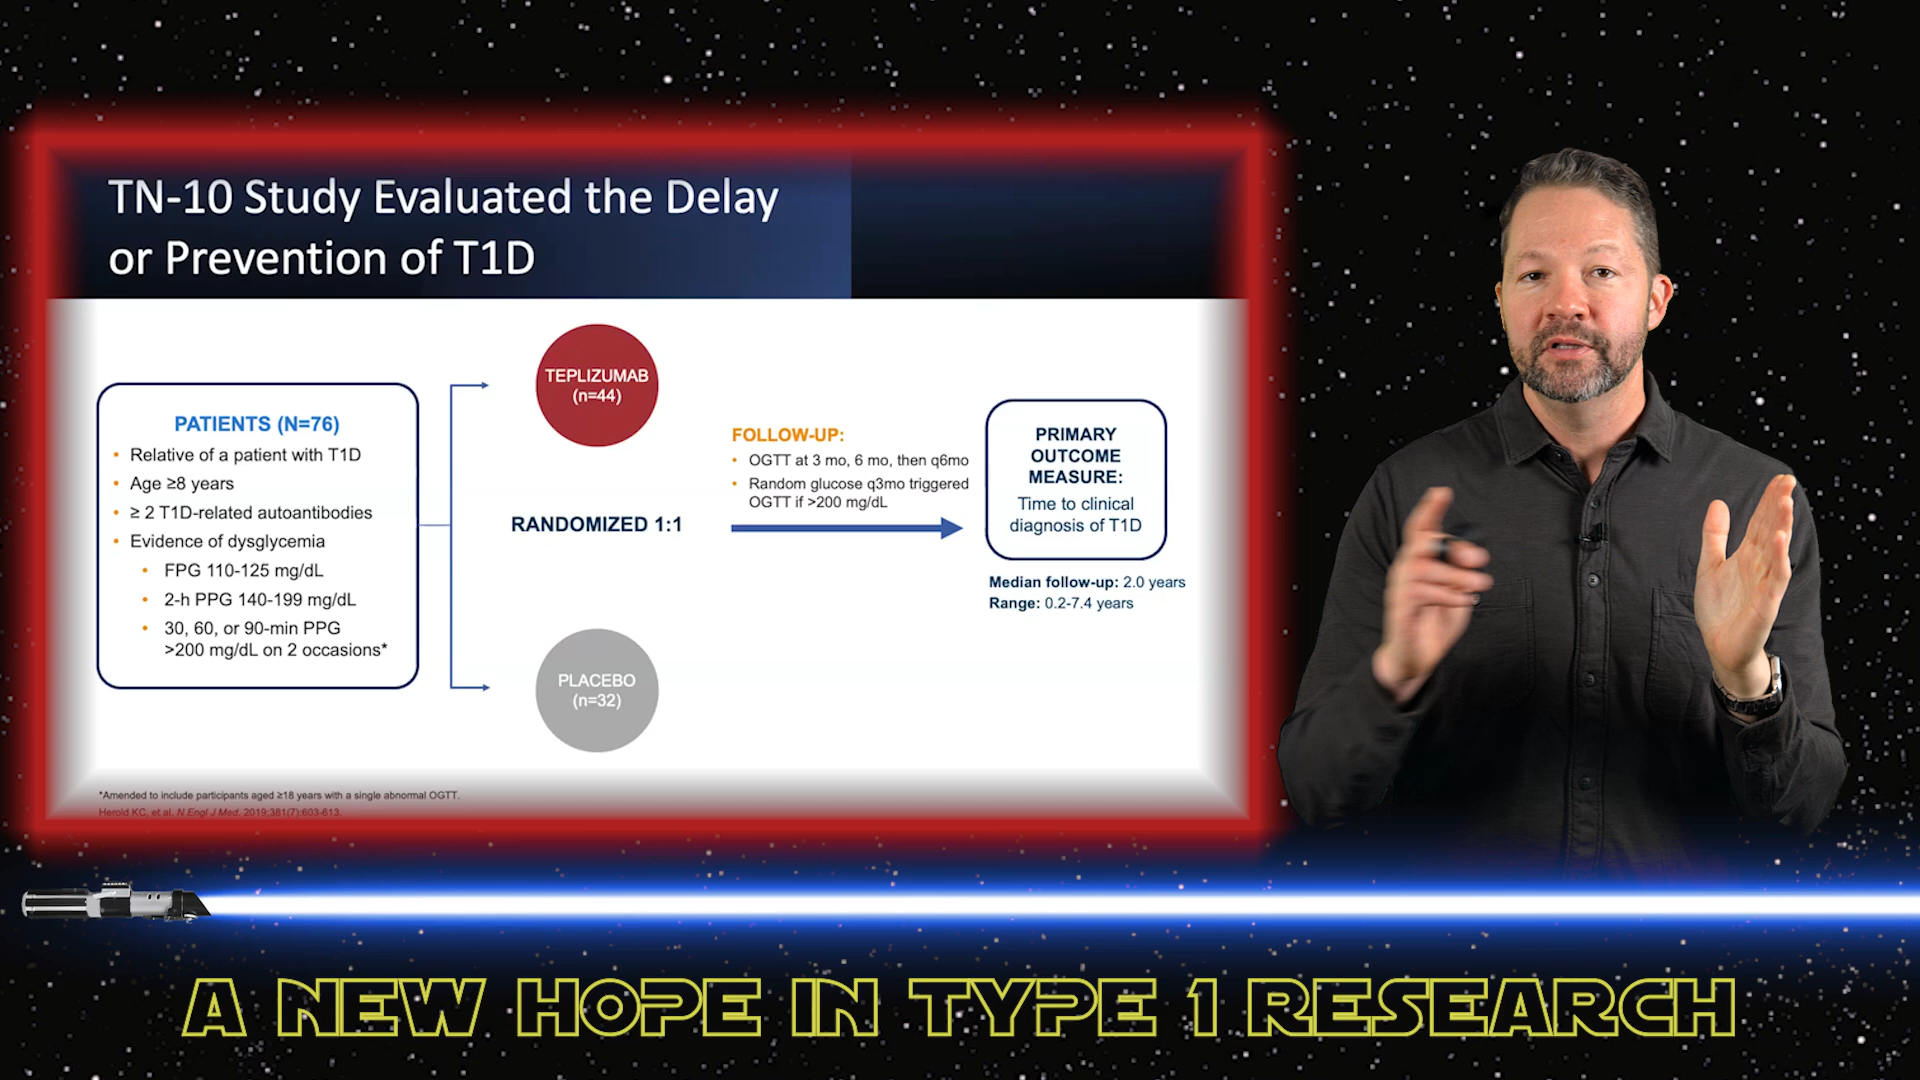 TN-10 Study Evaluated the Delay
or Prevention of T1D
PATIENTS (N=76)
• Relative of a patient with T1D
• Age ≥8 years
• ≥ 2 T1D-related autoantibodies
• Evidence of dysglycemia
• FPG 110-125 mg/dL
• 2-h PPG 140-199 mg/dL
• 30, 60, or 90-min PPG
>200 mg/dL on 2 occasions*
TEPLIZUMAB
(n=44)
RANDOMIZED 1:1
PLACEBO
(n=32)
FOLLOW-UP:
• OGTT at 3 mo, 6 mo, then q6mo
• Random glucose q3mo triggered
OGTT if >200 mg/dL
PRIMARY
OUTCOME
MEASURE:
Time to clinical
diagnosis of T1D
Median follow-up: 2.0 years
Range: 0.2-7.4 years
*Amended to include participants aged ≥18 years with a single abnormal OGTT.
Herold KC, et al. N Engl J Med. 2019;381(7):603-613.
A NEW HOPE IN TYPE 1 RESEARCH